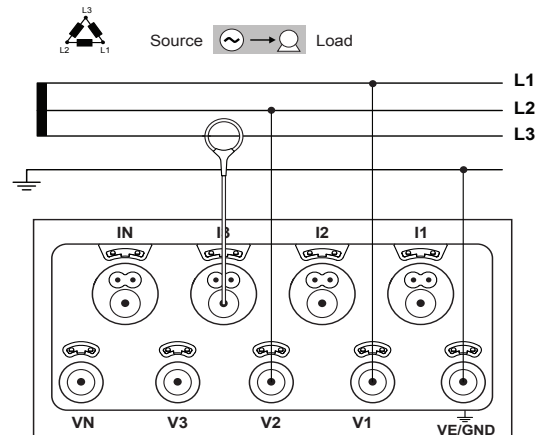 L3
L2 L1
Source Load
L1
L2
L3
IN I3 I2 I1
VN V3 V2 V1 VE/GND